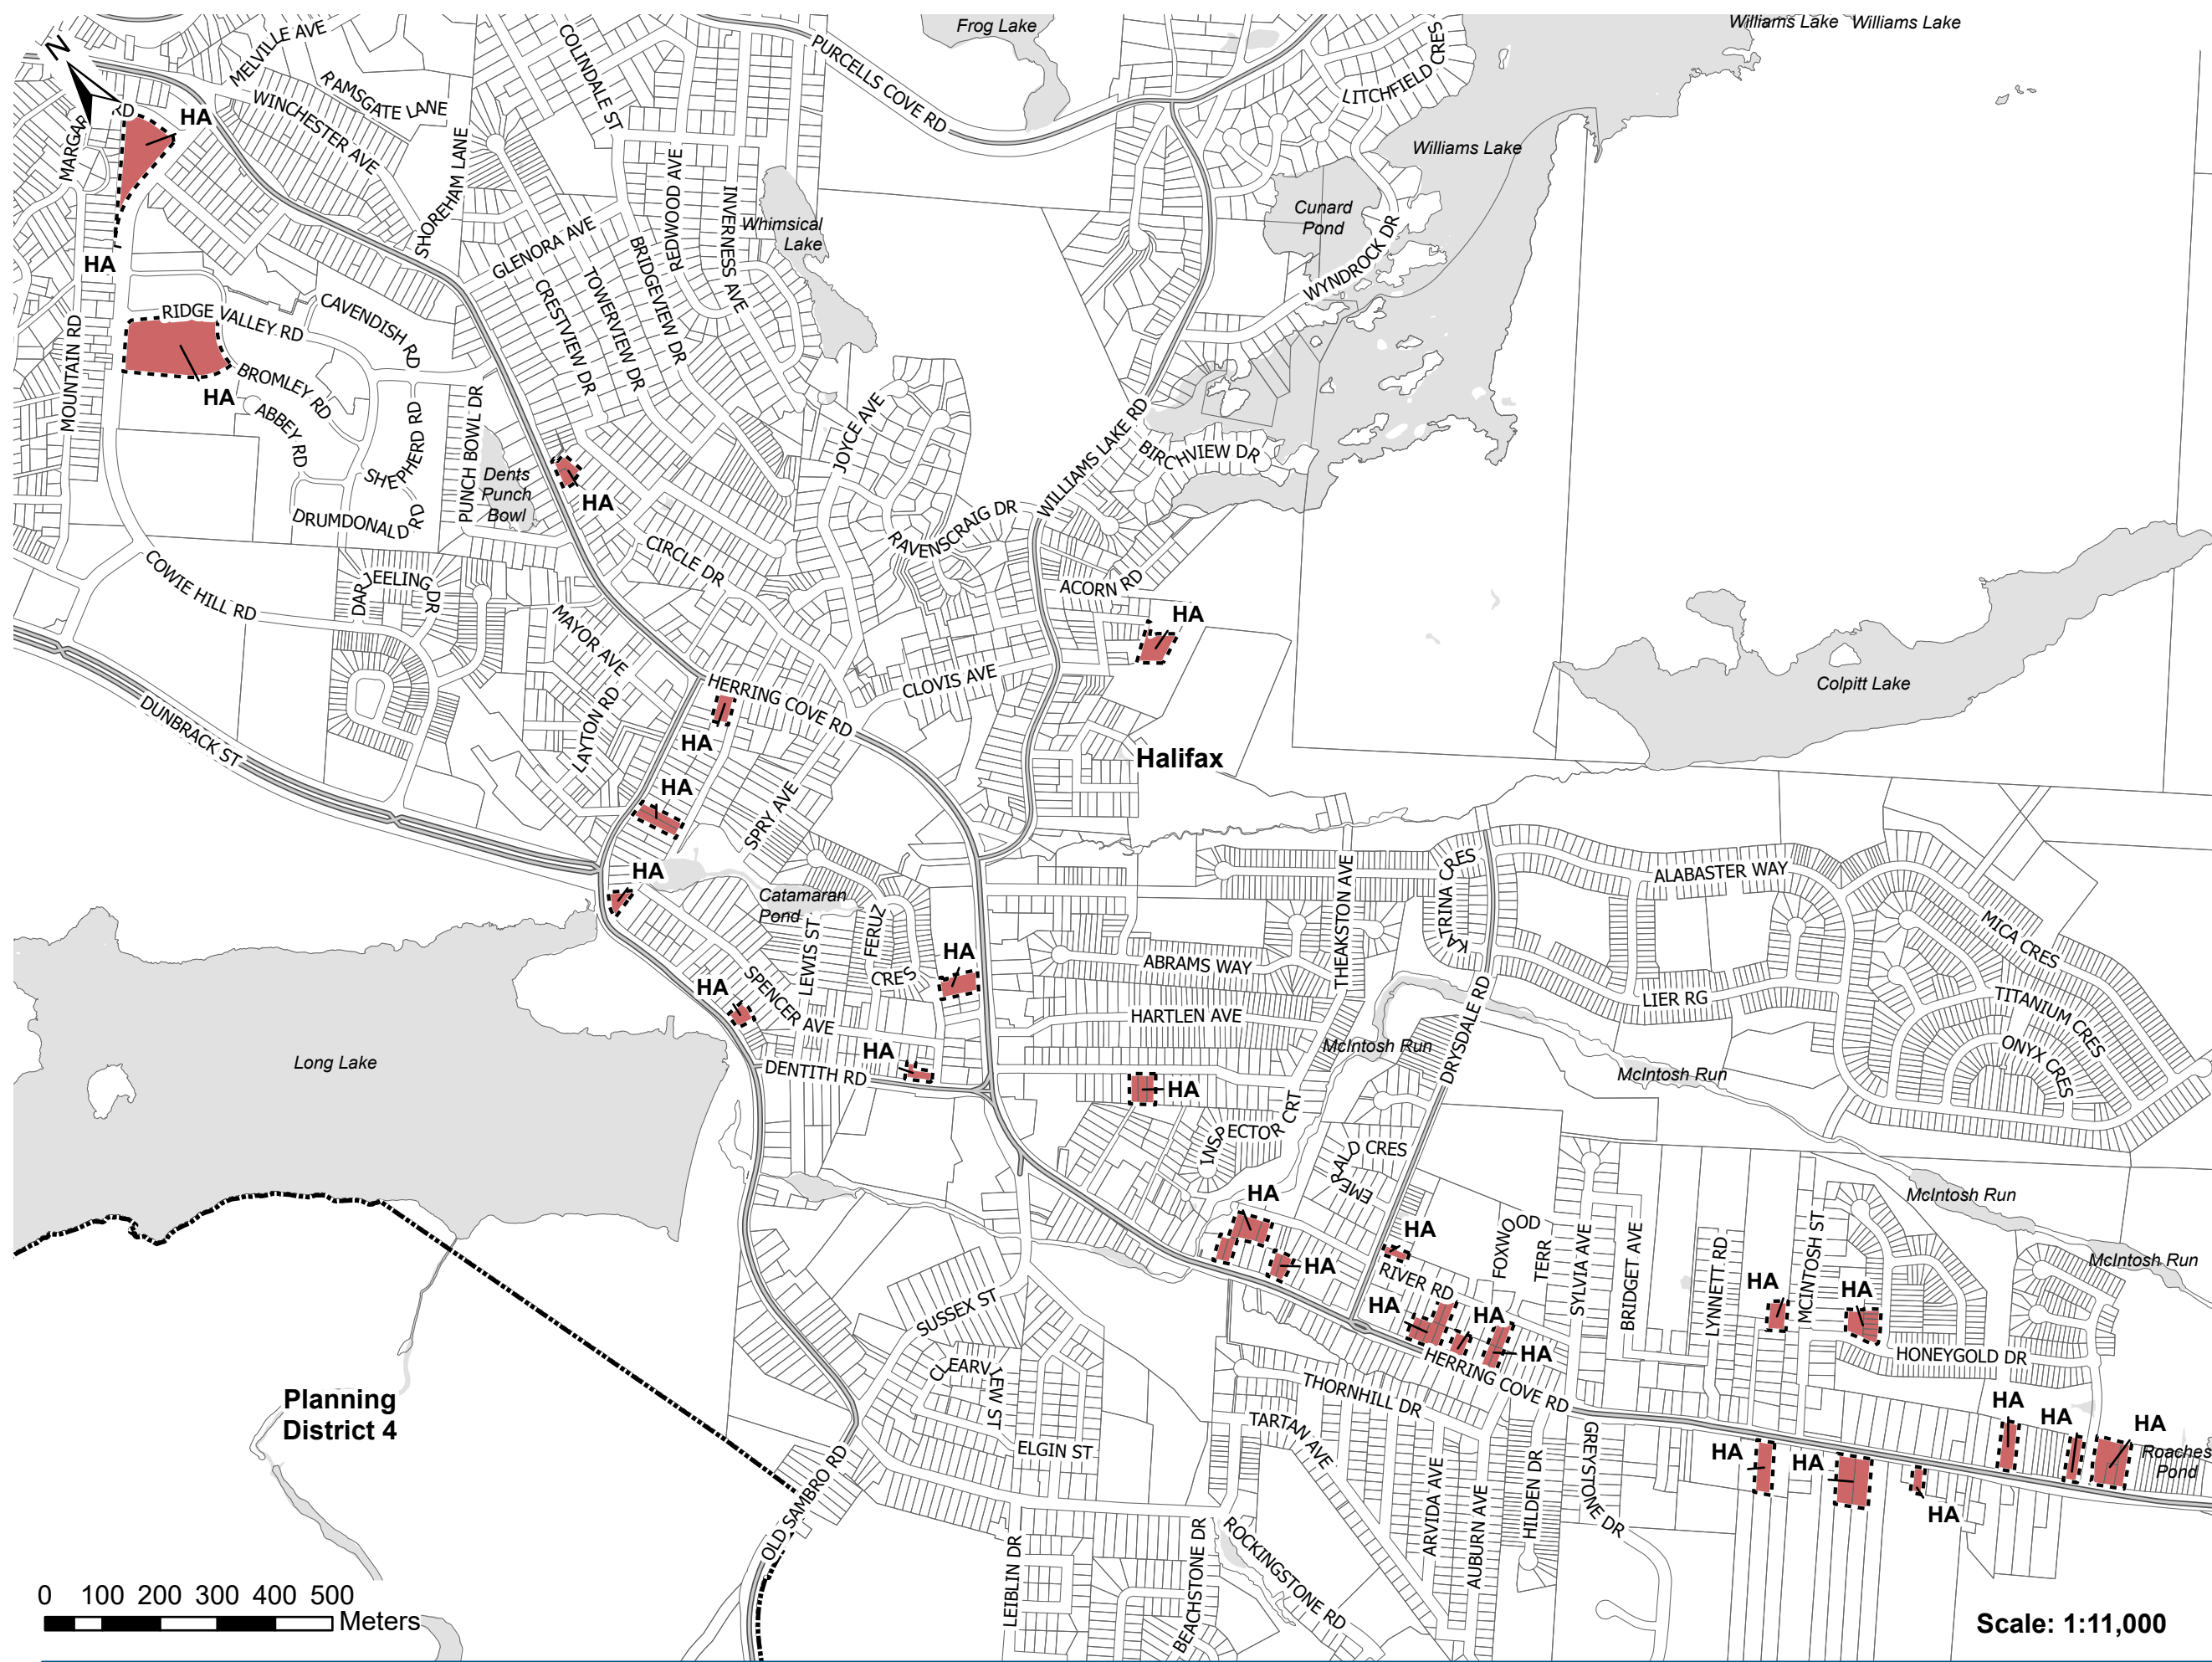 Frog Lake
Williams Lake
Williams Lake
N
MELVILLE AVE
RAMSGATE LANE
WINCHESTER AVE
COLINDALE ST
PURCELLS COVE RD
LITCHFIELD CRES
RD
HA
MARGAR
SHOREHAM LANE
REDWOOD AVE
INVERNESS AVE
Whimsical
Lake
Williams Lake
Cunard
Pond
WYNDROCK DR
HA
GLENORA AVE
BRIDGEVIEW DR
TOWERVIEW DR
CRESTVIEW DR
MOUNTAIN RD
RIDGE VALLEY RD
CAVENDISH RD
HA
BROMLEY RD
ABBEY RD
SHEPHERD RD
PUNCH BOWL DR
Dents
Punch
Bowl
HA
JOYCE AVE
WILLIAMS LAKE RD
BIRCHVIEW DR
DRUMDONALD RD
RAVENSCRAIG DR
CIRCLE DR
COWIE HILL RD
DARJEELING DR
MAYOR AVE
ACORN RD
HA
HERRING COVE RD
CLOVIS AVE
LAYTON RD
HA
Colpitt Lake
DUNBRACK ST
Halifax
HA
SPRY AVE
HA
Catamaran
Pond
LEWIS ST
FERUZ
CRES
HA
THEAKSTON AVE
KATRINA CRES
ALABASTER WAY
MICA CRES
ABRAMS WAY
HA
SPENCER AVE
HARTLEN AVE
DRYSDALE RD
LIER RG
TITANIUM CRES
ONYX CRES
Long Lake
HA
DENTITH RD
McIntosh Run
McIntosh Run
HA
INSPECTOR CRT
EMERALD CRES
HA
McIntosh Run
HA
FOXWOOD
TERR
SYLVIA AVE
BRIDGET AVE
LYNNETT RD
MCINTOSH ST
McIntosh Run
HA
RIVER RD
HA
HA
HA
HA
HA
SUSSEX ST
HERRING COVE RD
HONEYGOLD DR
CLEARVIEW ST
THORNHILL DR
TARTAN AVE
Planning
District 4
HA
HA
HA
ELGIN ST
OLD SAMBRO RD
ARVIDA AVE
AUBURN AVE
HILDEN DR
GREYSTONE DR
HA
HA
Roaches
Pond
HA
LEIBLIN DR
BEACHSTONE DR
ROCKINGSTONE RD
0 100 200 300 400 500
Meters
Scale: 1:11,000